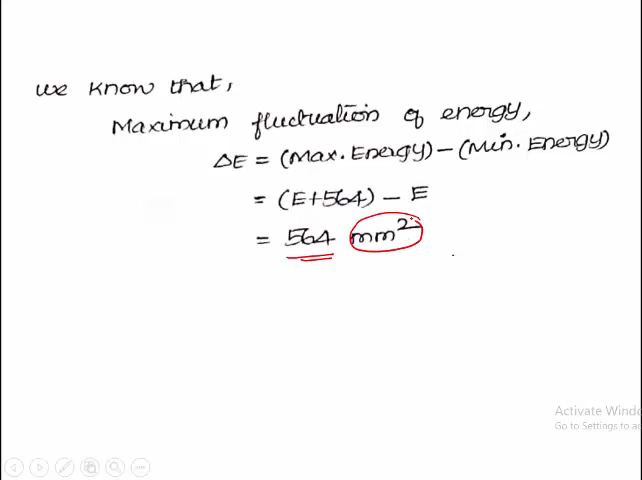 we know that,
Maximum fluctuation of energy,
ΔE = (Max. Energy) - (Min. Energy)
= (E+564) - E
= 564 mm²
Activate Windo
Go to Settings to a